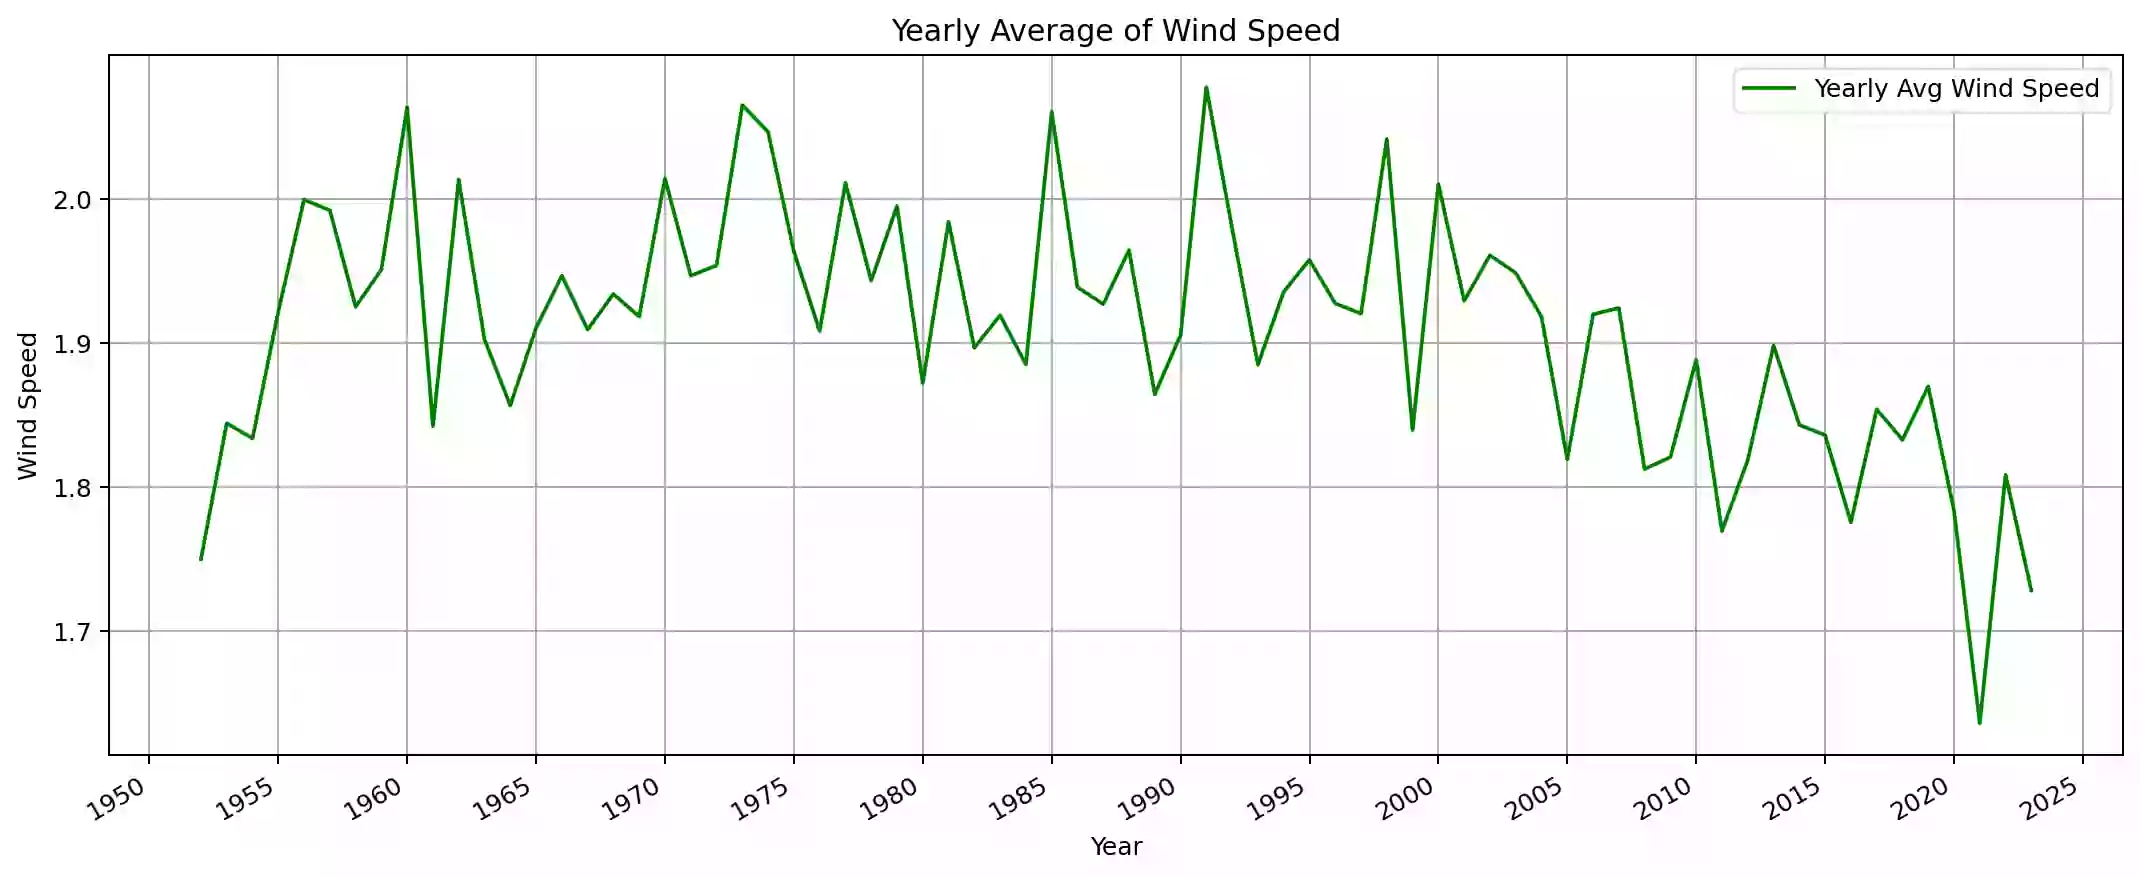 Yearly Average of Wind Speed
Yearly Avg Wind Speed
2.0
1.9
1.8
1.7
Wind Speed
1950 1955 1960 1965 1970 1975 1980 1985 1990 1995 2000 2005 2010 2015 2020 2025
Year